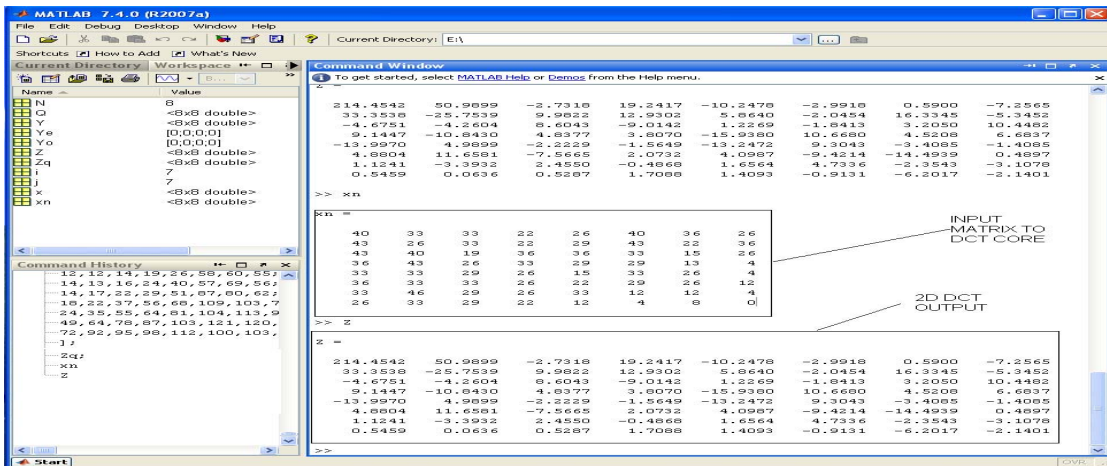 MATLAB 7.4.0 (R2007a)
File Edit Debug Desktop Window Help
Current Directory: E:\
Shortcuts How to Add What's New
Current Directory Workspace
Name Value
N 8
Q <8x8 double>
Y <8x8 double>
Ye [0;0;0;0]
Yo [0;0;0;0]
Z <8x8 double>
Zq <8x8 double>
i 7
j 7
x <8x8 double>
xn <8x8 double>
Command History
12,12,14,19,26,58,60,55;
14,13,16,24,40,57,69,56;
14,17,22,29,51,87,80,62;
18,22,37,56,68,109,103,7
24,35,55,64,81,104,113,9
49,64,78,87,103,121,120,
72,92,95,98,112,100,103,
];
Zq;
xn
Z
Command Window
To get started, select MATLAB Help or Demos from the Help menu.
Z =
214.4542 50.9899 -2.7318 19.2417 -10.2478 -2.9918 0.5900 -7.2565
33.3538 -25.7539 9.9822 12.9302 5.8640 -2.0454 16.3345 -5.3452
-4.6751 -4.2604 8.6043 -9.0142 1.2269 -1.8413 3.2050 10.4482
9.1447 -10.8430 4.8377 3.8070 -15.9380 10.6680 4.5208 6.6837
-13.9970 4.9899 -2.2229 -1.5649 -13.2472 9.3043 -3.4085 -1.4085
4.8804 11.6581 -7.5665 2.0732 4.0987 -9.4214 -14.4939 0.4897
1.1241 -3.3932 2.4550 -0.4868 1.6564 4.7336 -2.3543 -3.1078
0.5459 0.0636 0.5287 1.7088 1.4093 -0.9131 -6.2017 -2.1401
>> xn
xn =
40 33 33 22 26 40 36 26
43 26 33 22 29 43 22 36
43 40 19 36 36 33 15 26
36 43 26 33 29 29 13 4
33 33 29 26 15 33 26 4
36 33 33 26 22 29 26 12
33 46 29 26 33 12 12 4
26 33 29 22 12 4 8 0
INPUT
MATRIX TO
DCT CORE
>> Z
2D DCT
OUTPUT
Z =
214.4542 50.9899 -2.7318 19.2417 -10.2478 -2.9918 0.5900 -7.2565
33.3538 -25.7539 9.9822 12.9302 5.8640 -2.0454 16.3345 -5.3452
-4.6751 -4.2604 8.6043 -9.0142 1.2269 -1.8413 3.2050 10.4482
9.1447 -10.8430 4.8377 3.8070 -15.9380 10.6680 4.5208 6.6837
-13.9970 4.9899 -2.2229 -1.5649 -13.2472 9.3043 -3.4085 -1.4085
4.8804 11.6581 -7.5665 2.0732 4.0987 -9.4214 -14.4939 0.4897
1.1241 -3.3932 2.4550 -0.4868 1.6564 4.7336 -2.3543 -3.1078
0.5459 0.0636 0.5287 1.7088 1.4093 -0.9131 -6.2017 -2.1401
>>
Start
OVR